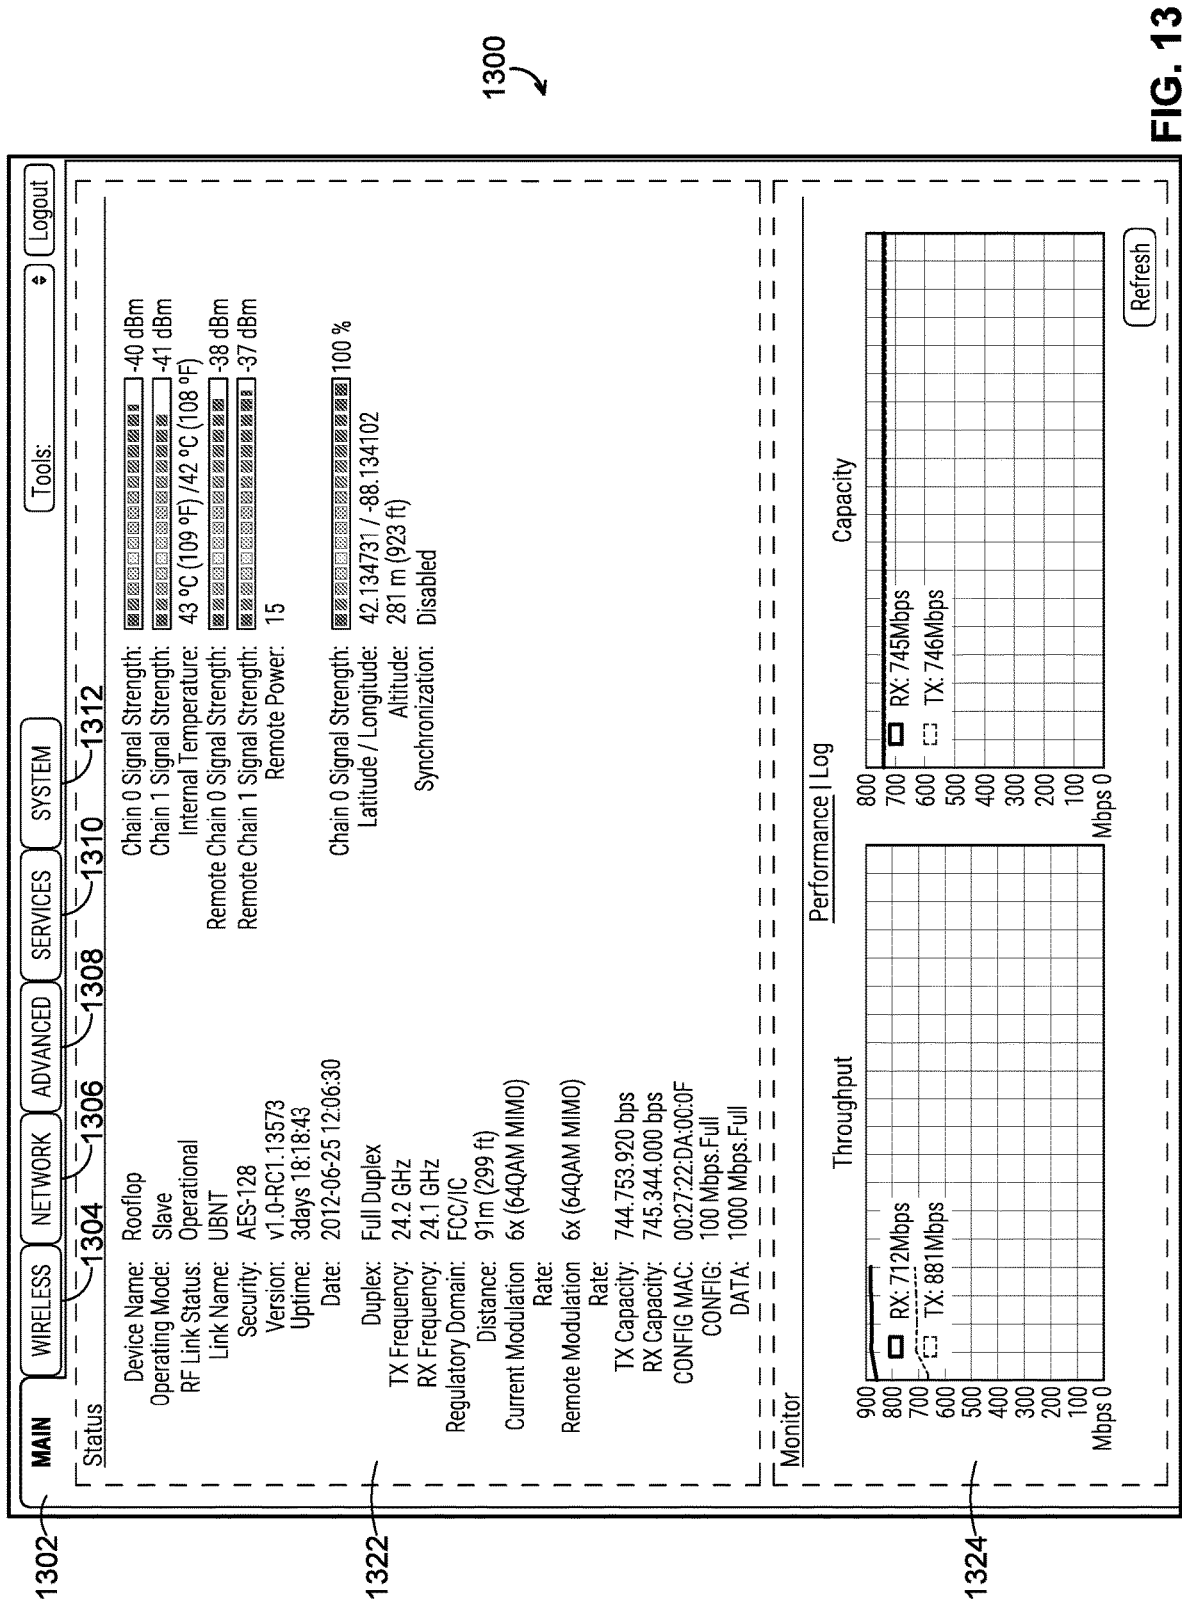 1300
FIG. 13
1302
MAIN
WIRELESS
NETWORK
ADVANCED
SERVICES
SYSTEM
Tools:
Logout
1304
1306
1308
1310
1312
Status
Device Name: Rooflop
Operating Mode: Slave
RF Link Status: Operational
Link Name: UBNT
Security: AES-128
Version: v1.0-RC1.13573
Uptime: 3days 18:18:43
Date: 2012-06-25 12:06:30
Duplex: Full Duplex
TX Frequency: 24.2 GHz
RX Frequency: 24.1 GHz
Regulatory Domain: FCC/IC
Distance: 91m (299 ft)
Current Modulation 6x (64QAM MIMO)
Rate:
Remote Modulation 6x (64QAM MIMO)
Rate:
TX Capacity: 744.753.920 bps
RX Capacity: 745.344.000 bps
CONFIG MAC: 00:27:22:DA:00:0F
CONFIG: 100 Mbps.Full
DATA: 1000 Mbps.Full
Chain 0 Signal Strength: -40 dBm
Chain 1 Signal Strength: -41 dBm
Internal Temperature: 43 ºC (109 ºF) /42 ºC (108 ºF)
Remote Chain 0 Signal Strength: -38 dBm
Remote Chain 1 Signal Strength: -37 dBm
Remote Power: 15
Chain 0 Signal Strength: 100 %
Latitude / Longitude: 42.134731 / -88.134102
Altitude: 281 m (923 ft)
Synchronization: Disabled
1322
Monitor
Performance | Log
Throughput
900
800
700
600
500
400
300
200
100
Mbps 0
RX: 712Mbps
TX: 881Mbps
Capacity
800
700
600
500
400
300
200
100
Mbps 0
RX: 745Mbps
TX: 746Mbps
Refresh
1324